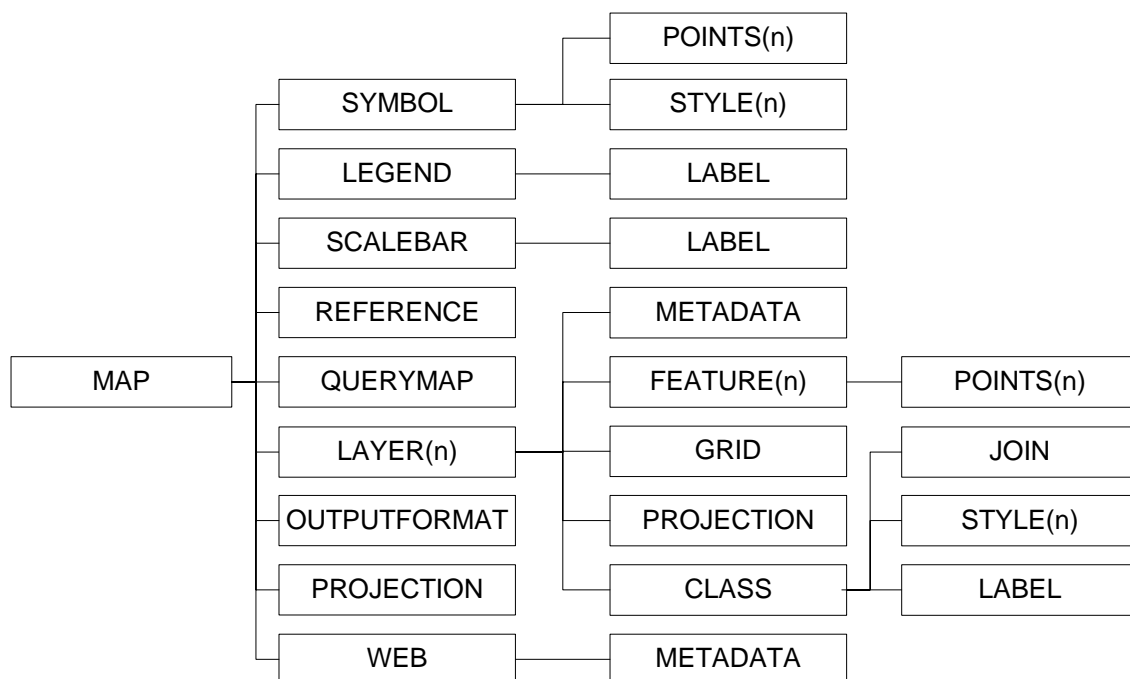 POINTS(n)
SYMBOL
STYLE(n)
LEGEND
LABEL
SCALEBAR
LABEL
REFERENCE
METADATA
MAP
QUERYMAP
FEATURE(n)
POINTS(n)
LAYER(n)
GRID
JOIN
OUTPUTFORMAT
PROJECTION
STYLE(n)
PROJECTION
CLASS
LABEL
WEB
METADATA